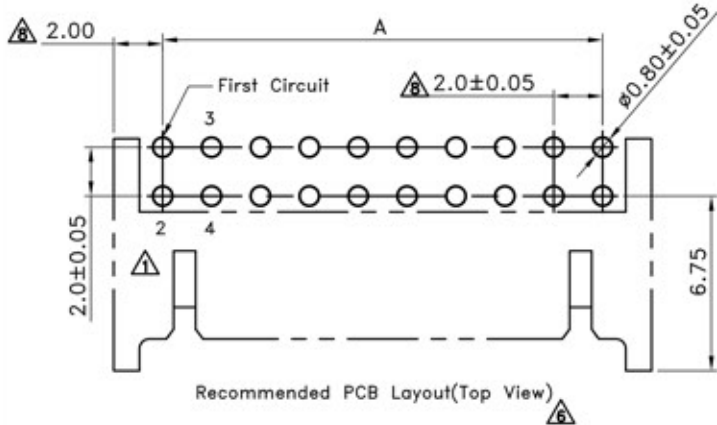 8 2.00
A
First Circuit
8 2.0±0.05
ø0.80±0.05
3
2 4
2.0±0.05
1
6.75
Recommended PCB Layout(Top View)
6